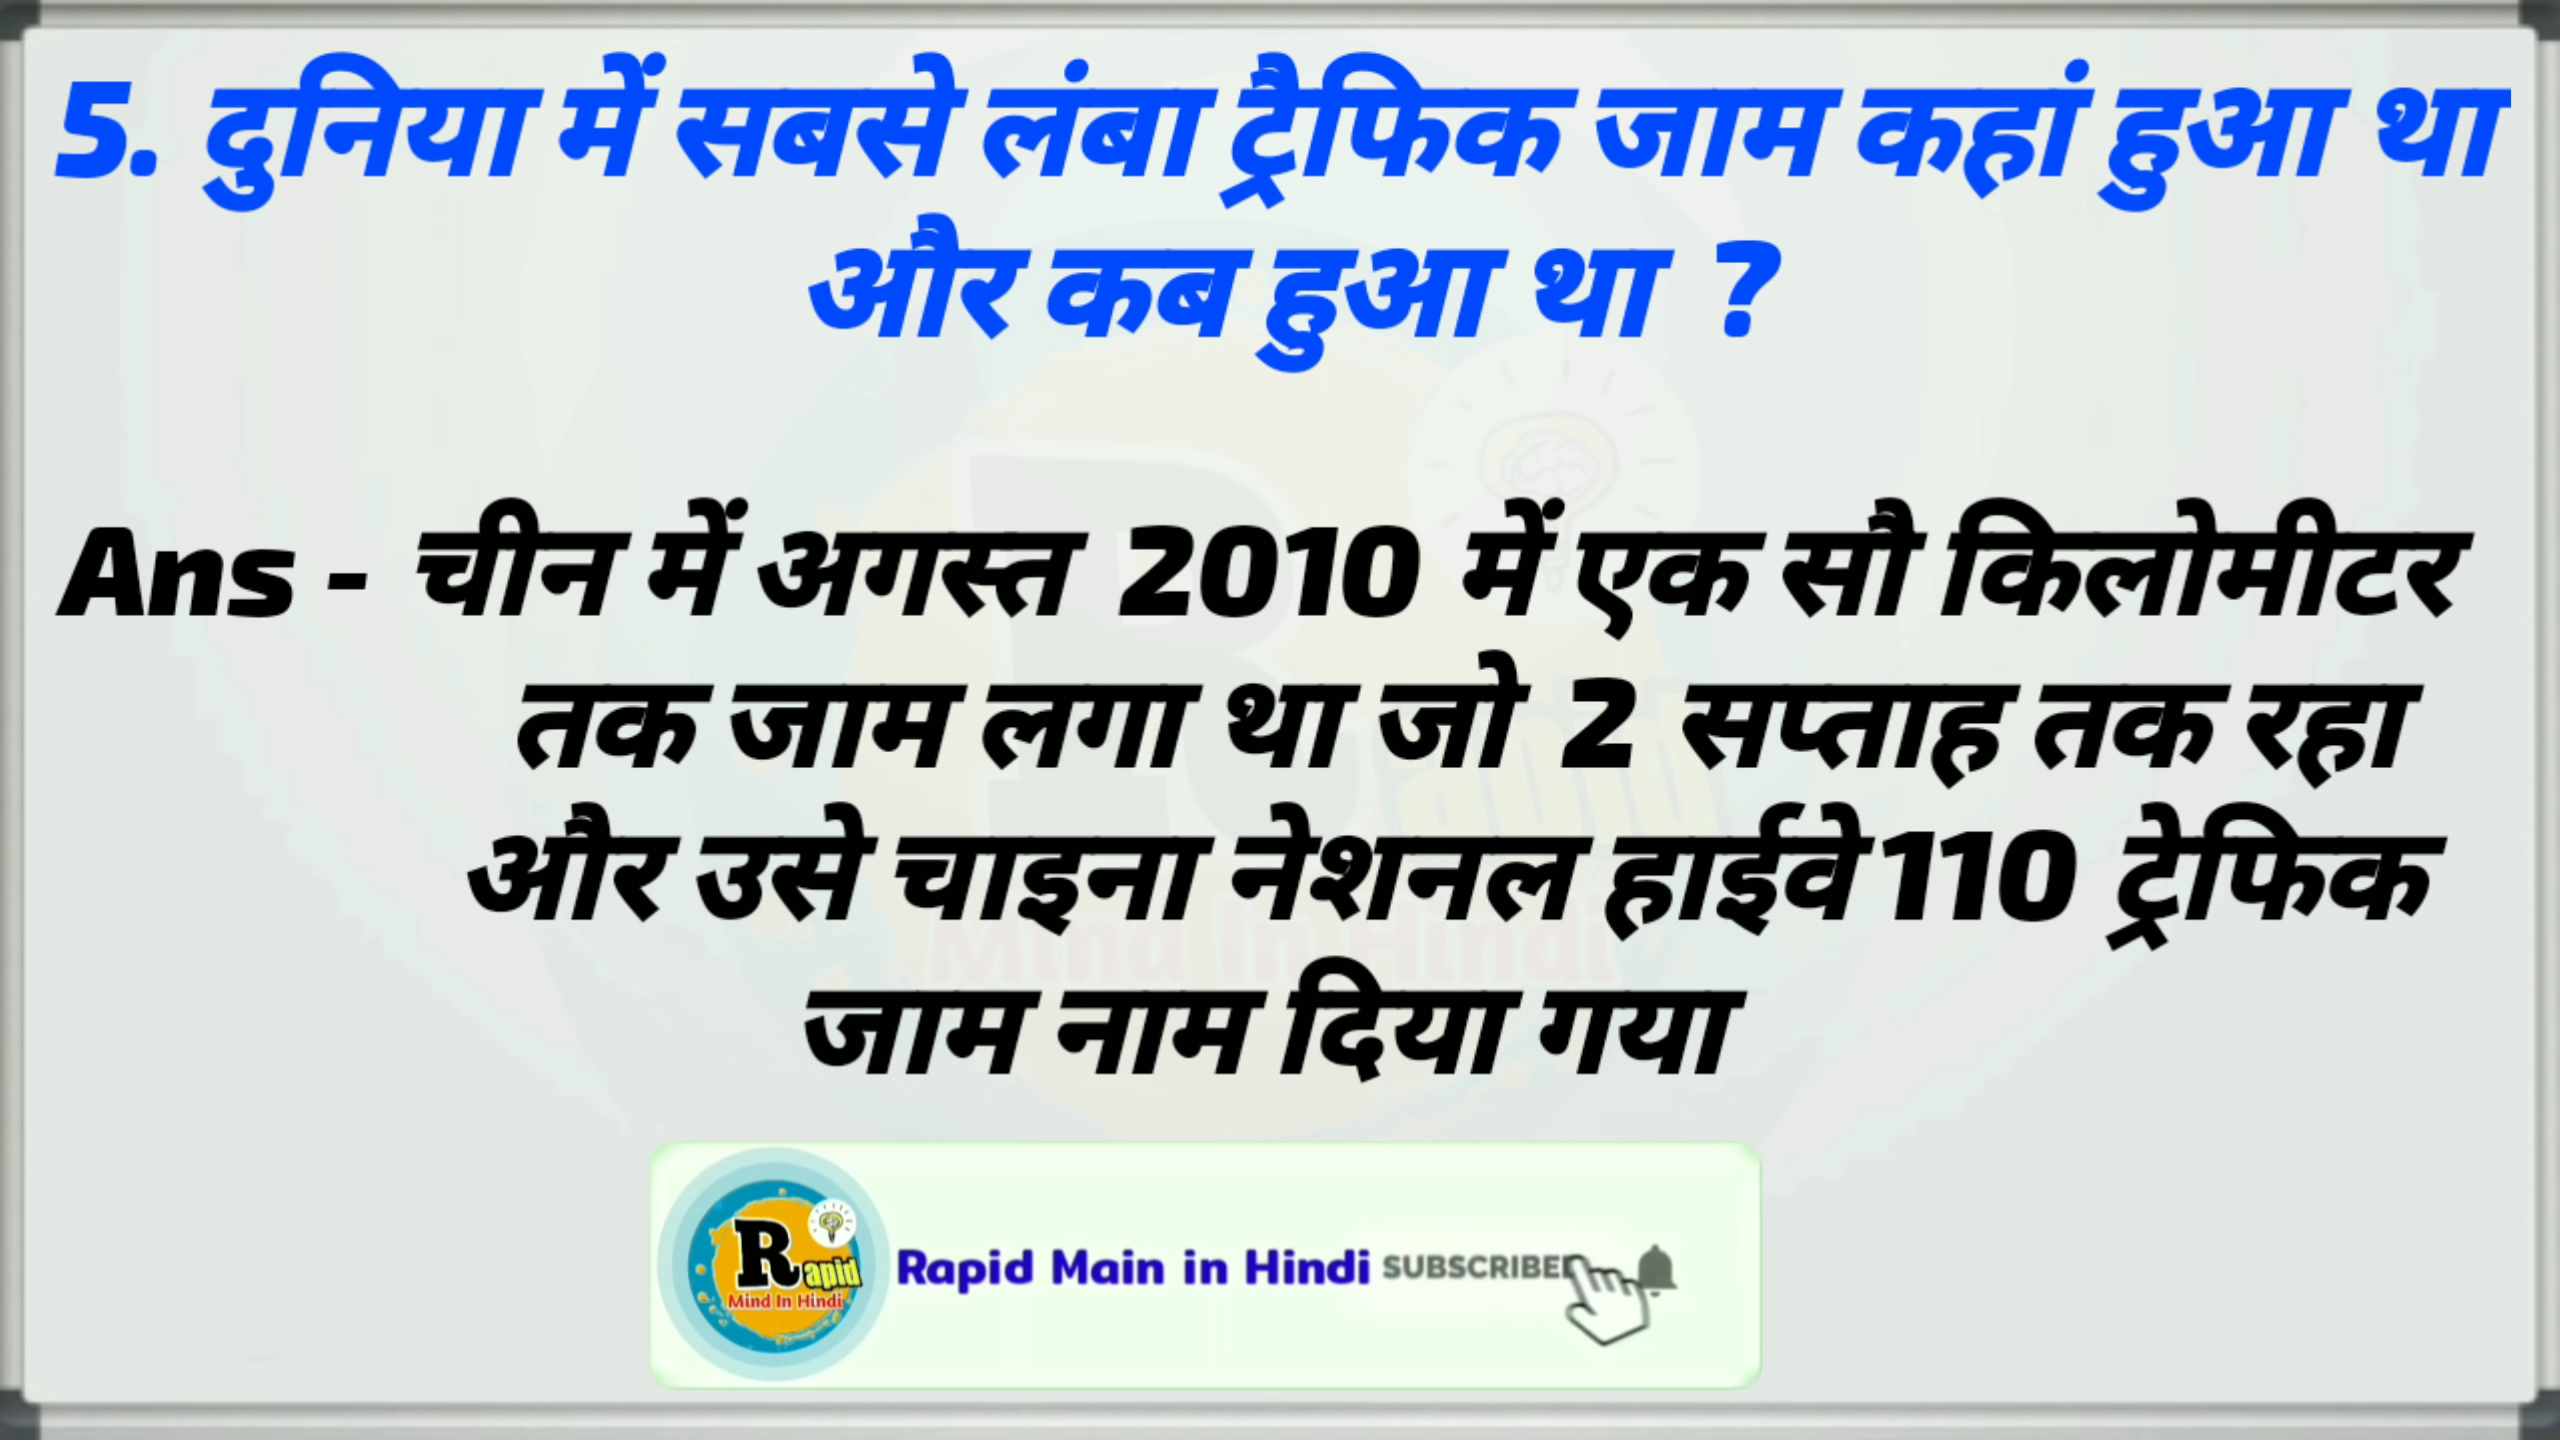 5. दुनिया में सबसे लंबा ट्रैफिक जाम कहां हुआ था
और कब हुआ था ?
Ans - चीन में अगस्त 2010 में एक सौ किलोमीटर
तक जाम लगा था जो 2 सप्ताह तक रहा
और उसे चाइना नेशनल हाईवे 110 ट्रेफिक
जाम नाम दिया गया
Rapid
Mind In Hindi
Rapid Main in Hindi SUBSCRIBED